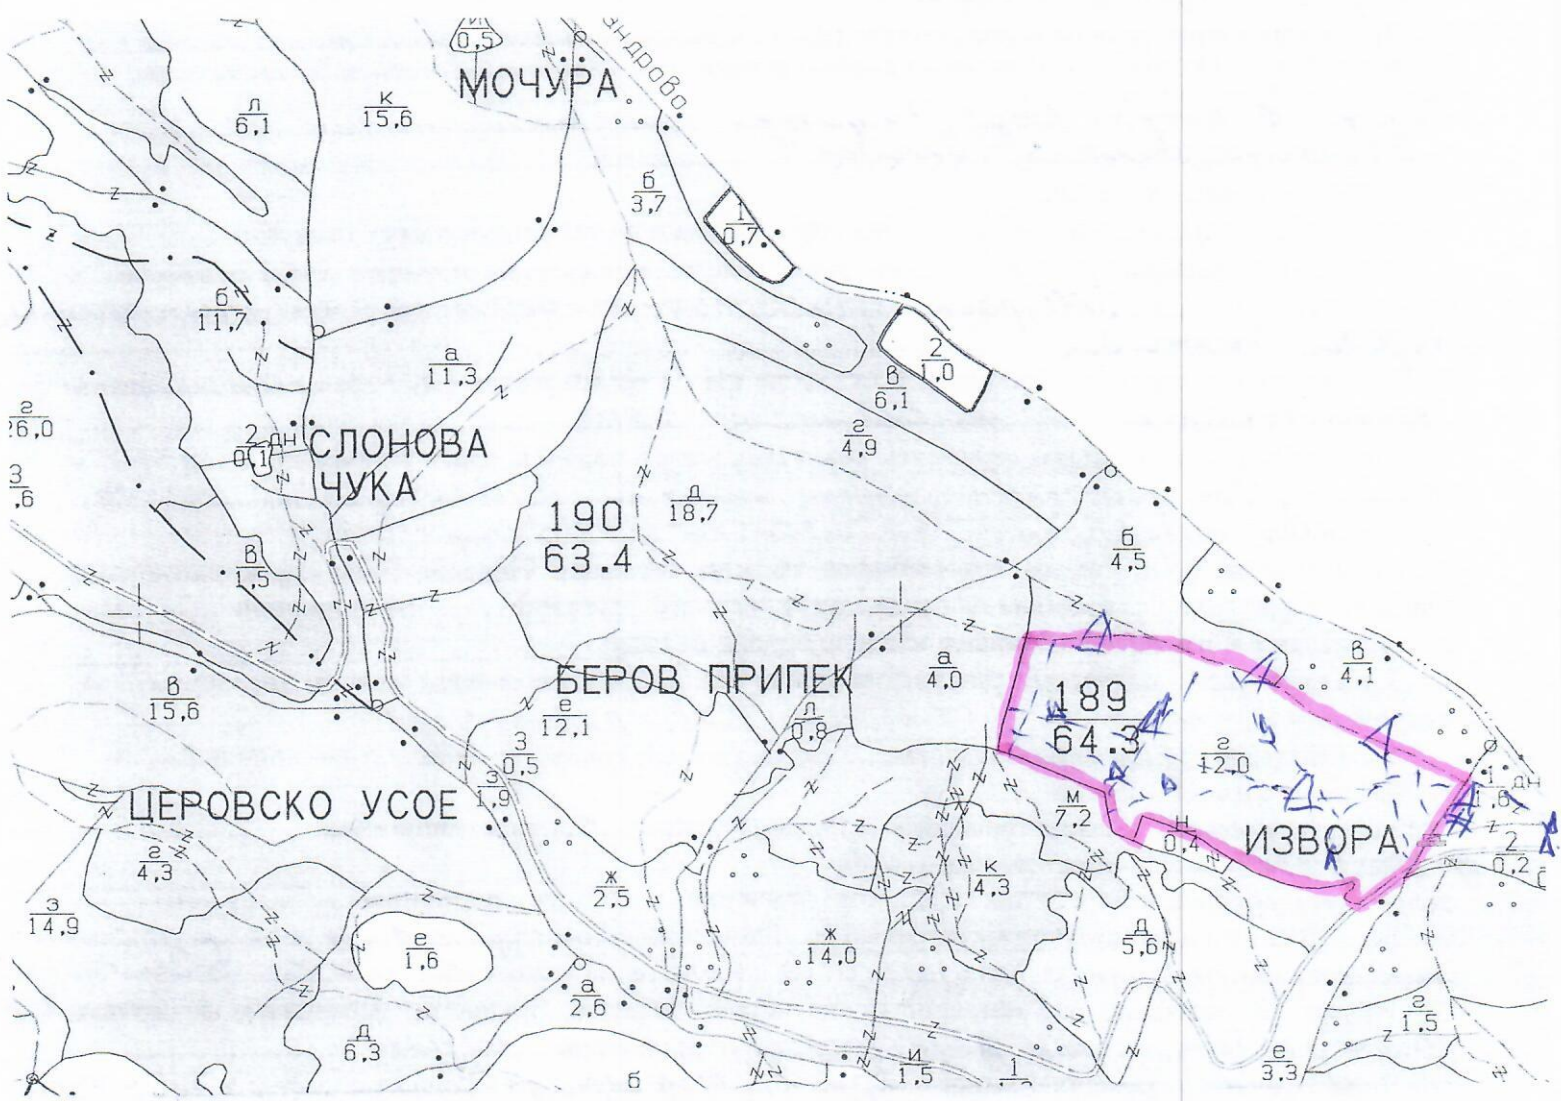 и
0,5
андрово
МОЧУРА
л
6,1
к
15,6
б
3,7
1
0,7
б
11,7
2
1,0
а
11,3
в
6,1
г
26,0
2 дн
0,1
СЛОНОВА
ЧУКА
г
4,9
з
,6
190
63.4
д
18,7
в
,5
б
4,5
в
15,6
БЕРОВ ПРИПЕК
а
4,0
189
64.3
в
4,1
е
12,1
л
0,8
з
0,5
з
1,9
г
12,0
1 дн
1,6
ЦЕРОВСКО УСОЕ
м
7,2
н
0,4
ИЗВОРА
2
0,2
г
4,3
ж
2,5
к
4,3
з
14,9
е
1,6
ж
14,0
д
5,6
а
2,6
г
1,5
д
6,3
и
1,5
1
е
3,3
б